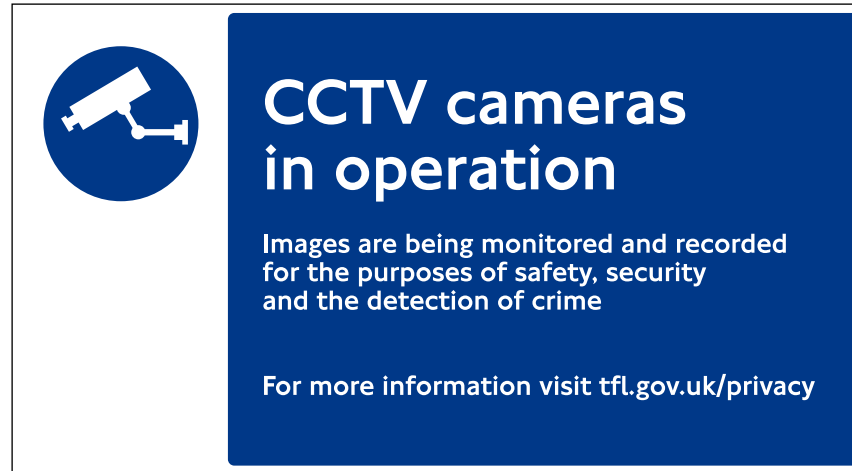 CCTV cameras
in operation
Images are being monitored and recorded
for the purposes of safety, security
and the detection of crime
For more information visit tfl.gov.uk/privacy